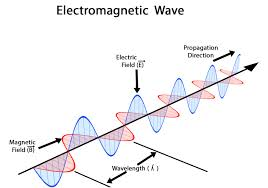 Electromagnetic Wave
Propagation
Direction
Electric
Field (E⃗)
Magnetic
Field (B⃗)
Wavelength (λ)